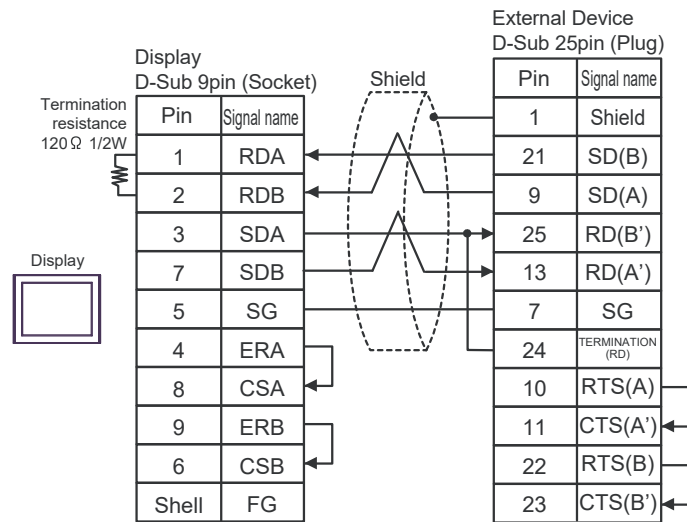 External Device
D-Sub 25pin (Plug)
Display
D-Sub 9pin (Socket)
Shield
Termination
resistance
120Ω 1/2W
Pin Signal name
1 RDA
2 RDB
3 SDA
7 SDB
5 SG
4 ERA
8 CSA
9 ERB
6 CSB
Shell FG
Display
Pin Signal name
1 Shield
21 SD(B)
9 SD(A)
25 RD(B’)
13 RD(A’)
7 SG
24 TERMINATION
(RD)
10 RTS(A)
11 CTS(A’)
22 RTS(B)
23 CTS(B’)